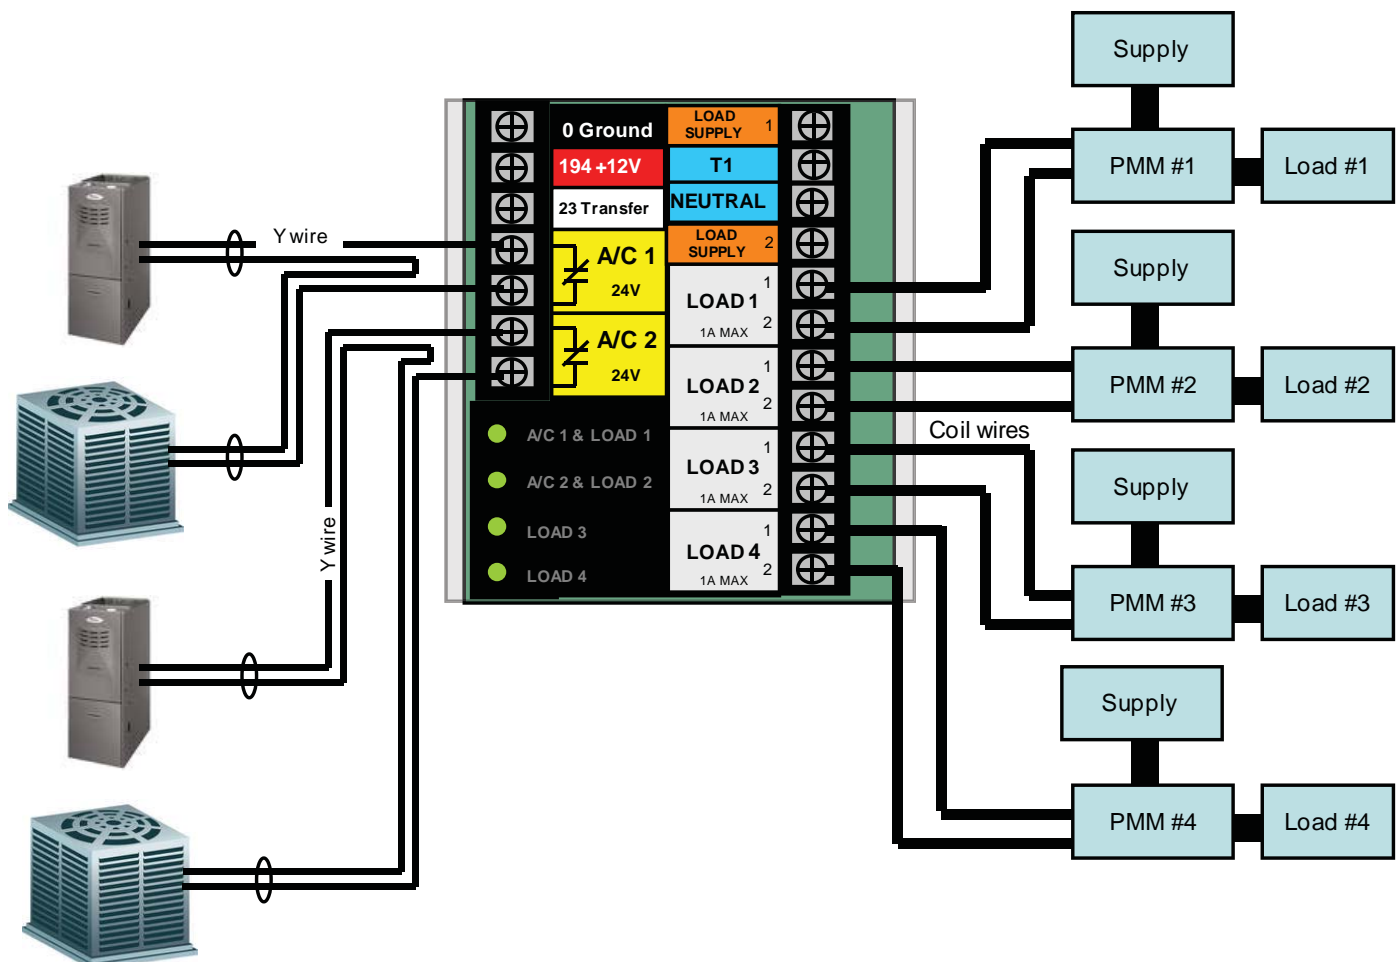 Supply
PMM #1
Load #1
Supply
PMM #2
Load #2
Coil wires
Supply
PMM #3
Load #3
Supply
PMM #4
Load #4
0 Ground
194 +12V
23 Transfer
A/C 1
24V
A/C 2
24V
A/C 1 & LOAD 1
A/C 2 & LOAD 2
LOAD 3
LOAD 4
LOAD
SUPPLY 1
T1
NEUTRAL
LOAD
SUPPLY 2
1
LOAD 1
2
1A MAX
1
LOAD 2
2
1A MAX
1
LOAD 3
2
1A MAX
1
LOAD 4
2
1A MAX
Y wire
Y wire